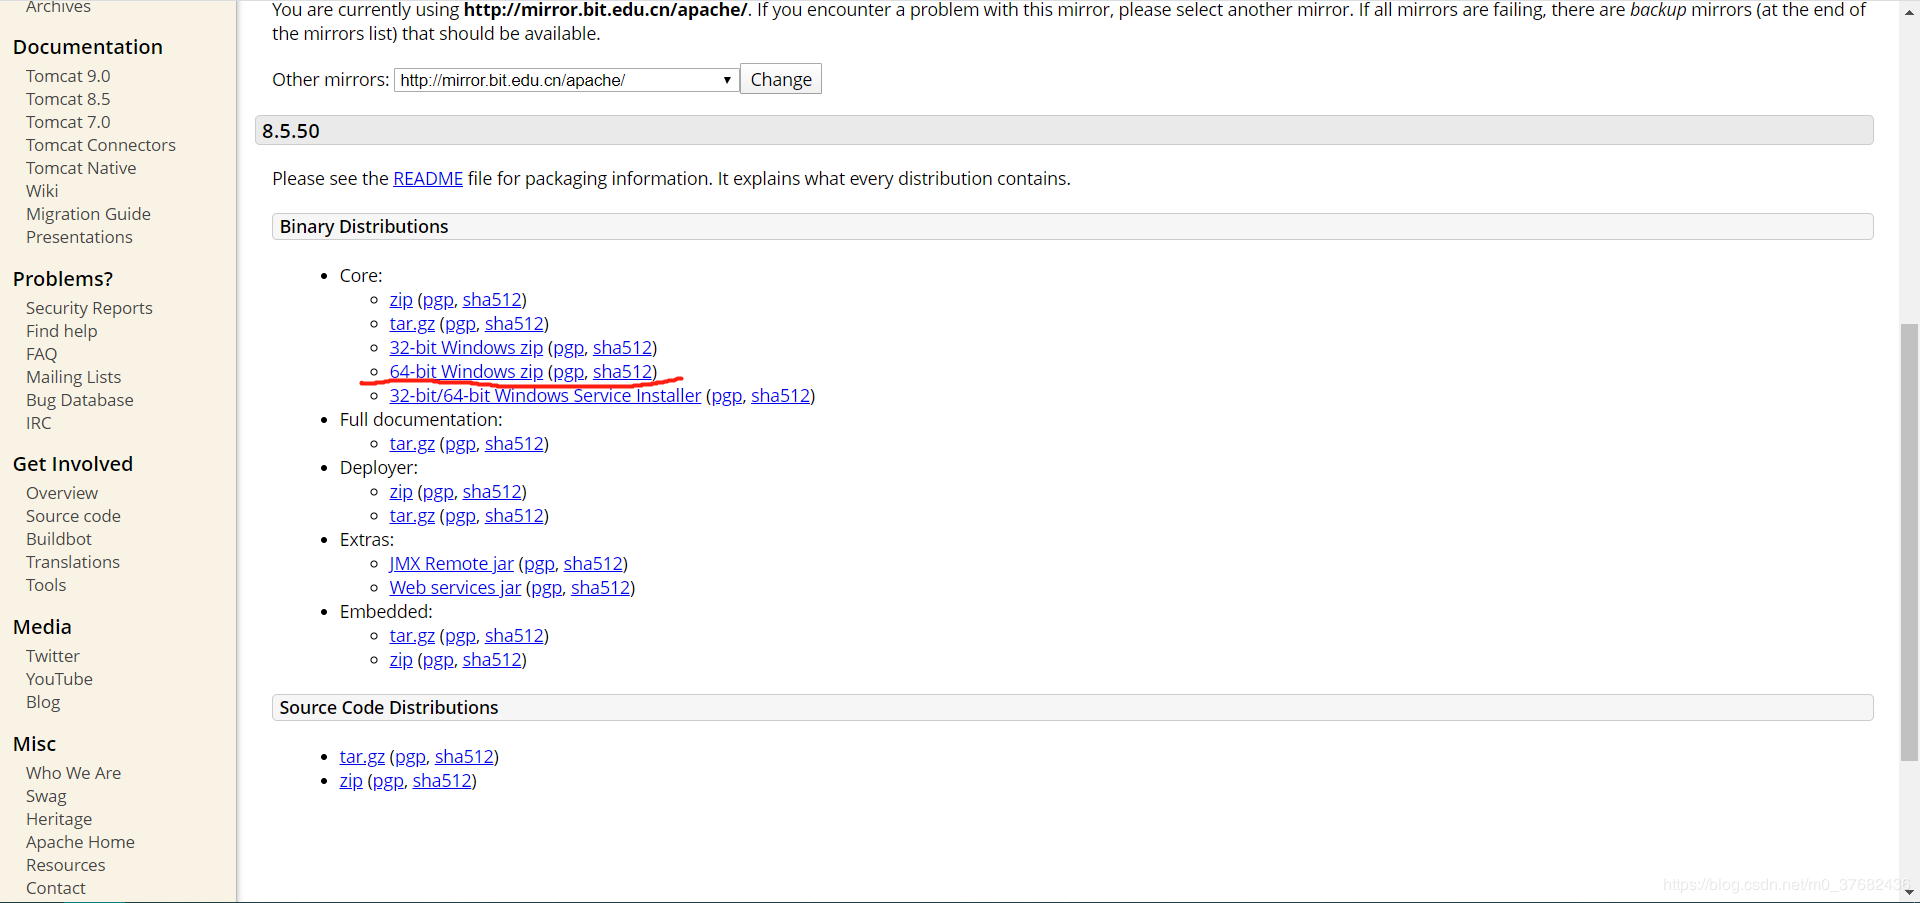 Archives
Documentation
Tomcat 9.0
Tomcat 8.5
Tomcat 7.0
Tomcat Connectors
Tomcat Native
Wiki
Migration Guide
Presentations
Problems?
Security Reports
Find help
FAQ
Mailing Lists
Bug Database
IRC
Get Involved
Overview
Source code
Buildbot
Translations
Tools
Media
Twitter
YouTube
Blog
Misc
Who We Are
Swag
Heritage
Apache Home
Resources
Contact
You are currently using http://mirror.bit.edu.cn/apache/. If you encounter a problem with this mirror, please select another mirror. If all mirrors are failing, there are backup mirrors (at the end of
the mirrors list) that should be available.
Other mirrors: http://mirror.bit.edu.cn/apache/ Change
8.5.50
Please see the README file for packaging information. It explains what every distribution contains.
Binary Distributions
Core:
zip (pgp, sha512)
tar.gz (pgp, sha512)
32-bit Windows zip (pgp, sha512)
64-bit Windows zip (pgp, sha512)
32-bit/64-bit Windows Service Installer (pgp, sha512)
Full documentation:
tar.gz (pgp, sha512)
Deployer:
zip (pgp, sha512)
tar.gz (pgp, sha512)
Extras:
JMX Remote jar (pgp, sha512)
Web services jar (pgp, sha512)
Embedded:
tar.gz (pgp, sha512)
zip (pgp, sha512)
Source Code Distributions
tar.gz (pgp, sha512)
zip (pgp, sha512)
https://blog.csdn.net/m0_37682436